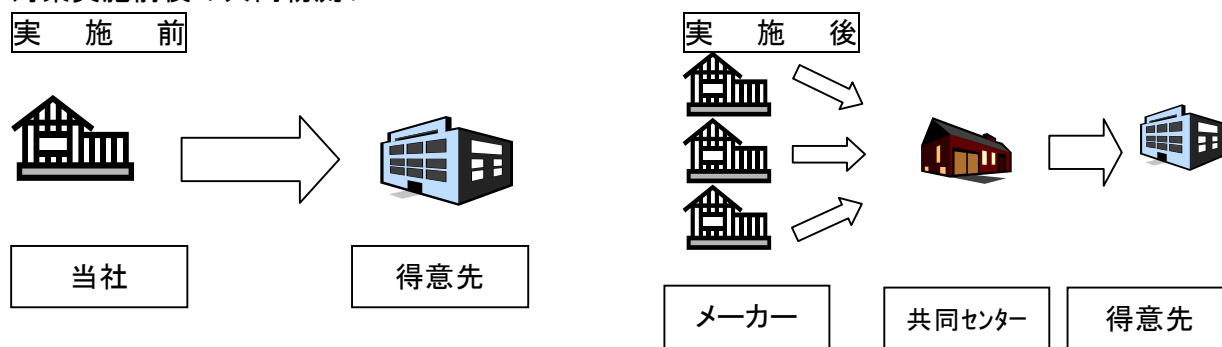 実施前
実施後
当社
得意先
メーカー
共同センター
得意先